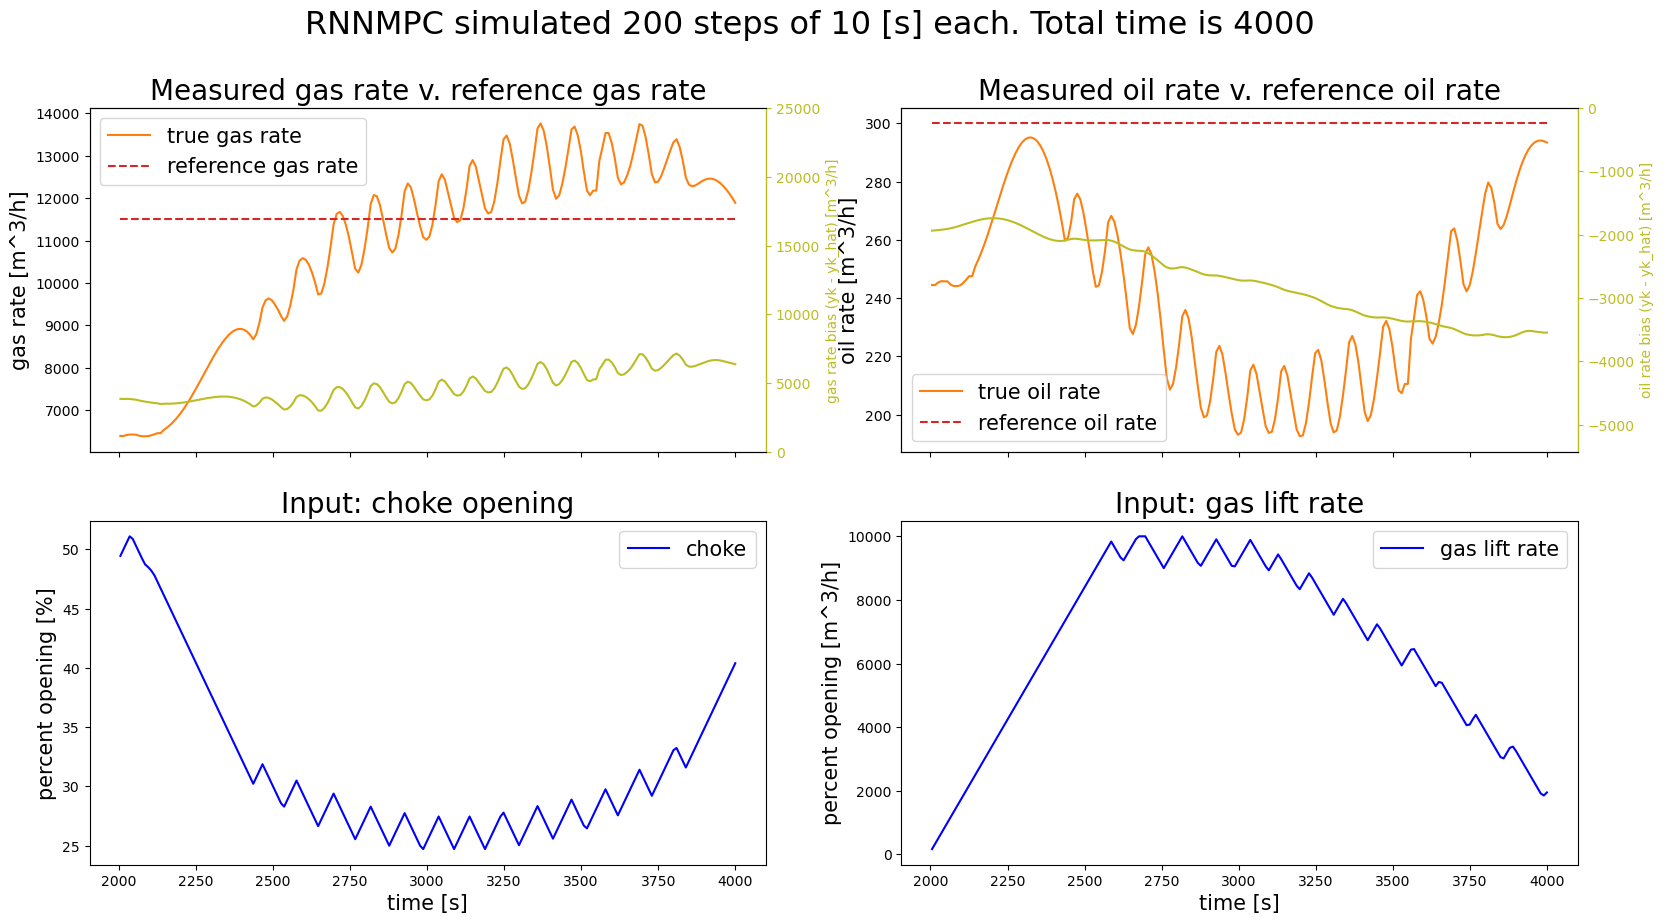 RNNMPC simulated 200 steps of 10 [s] each. Total time is 4000
Measured gas rate v. reference gas rate
true gas rate
reference gas rate
gas rate [m^3/h]
14000
13000
12000
11000
10000
9000
8000
7000
25000
20000
15000
10000
5000
0
gas rate bias (yk - yk_hat) [m^3/h]
Measured oil rate v. reference oil rate
true oil rate
reference oil rate
oil rate [m^3/h]
300
280
260
240
220
200
0
−1000
−2000
−3000
−4000
−5000
oil rate bias (yk - yk_hat) [m^3/h]
Input: choke opening
choke
percent opening [%]
50
45
40
35
30
25
2000 2250 2500 2750 3000 3250 3500 3750 4000
time [s]
Input: gas lift rate
gas lift rate
percent opening [m^3/h]
10000
8000
6000
4000
2000
0
2000 2250 2500 2750 3000 3250 3500 3750 4000
time [s]